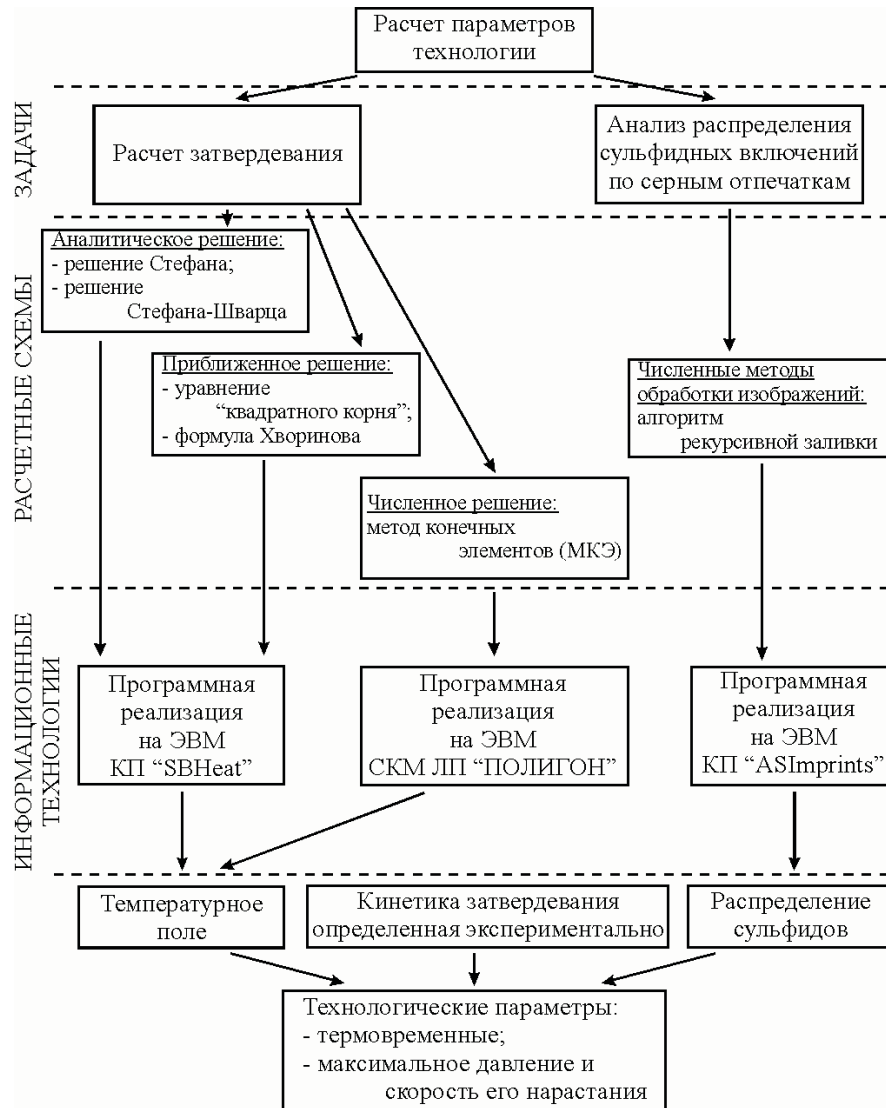 Расчет параметров
технологии
ЗАДАЧИ
Расчет затвердевания
Анализ распределения
сульфидных включений
по серным отпечаткам
РАСЧЕТНЫЕ СХЕМЫ
Аналитическое решение:
- решение Стефана;
- решение
Стефана-Шварца
Приближенное решение:
- уравнение
“квадратного корня”;
- формула Хворинова
Численное решение:
метод конечных
элементов (МКЭ)
Численные методы
обработки изображений:
алгоритм
рекурсивной заливки
ИНФОРМАЦИОННЫЕ
ТЕХНОЛОГИИ
Программная
реализация
на ЭВМ
КП “SBHeat”
Программная
реализация
на ЭВМ
СКМ ЛП “ПОЛИГОН”
Программная
реализация
на ЭВМ
КП “ASImprints”
Температурное
поле
Кинетика затвердевания
определенная экспериментально
Распределение
сульфидов
Технологические параметры:
- термовременные;
- максимальное давление и
скорость его нарастания